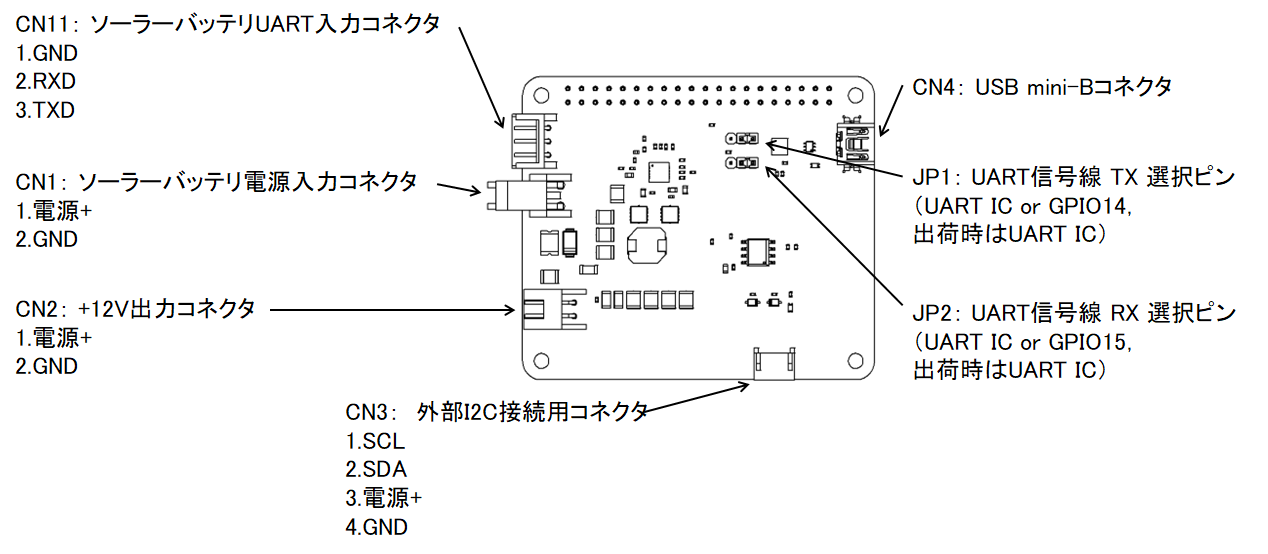 CN11： ソーラーバッテリUART入力コネクタ
1.GND
2.RXD
3.TXD
CN1： ソーラーバッテリ電源入力コネクタ
1.電源+
2.GND
CN2： +12V出力コネクタ
1.電源+
2.GND
CN3：　外部I2C接続用コネクタ
1.SCL
2.SDA
3.電源+
4.GND
CN4： USB mini-Bコネクタ
JP1： UART信号線 TX 選択ピン
（UART IC or GPIO14,
出荷時はUART IC）
JP2： UART信号線 RX 選択ピン
（UART IC or GPIO15,
出荷時はUART IC）